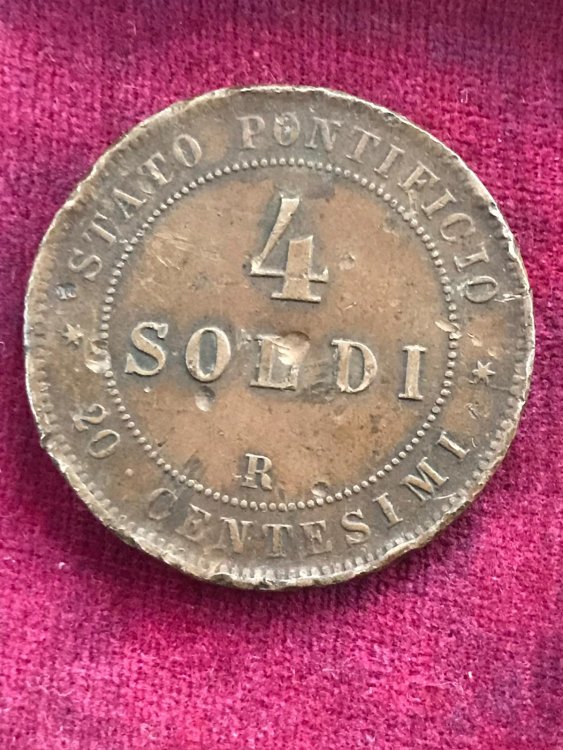 STATO PONTIFICIO
4
SOLDI
R
20 CENTESIMI